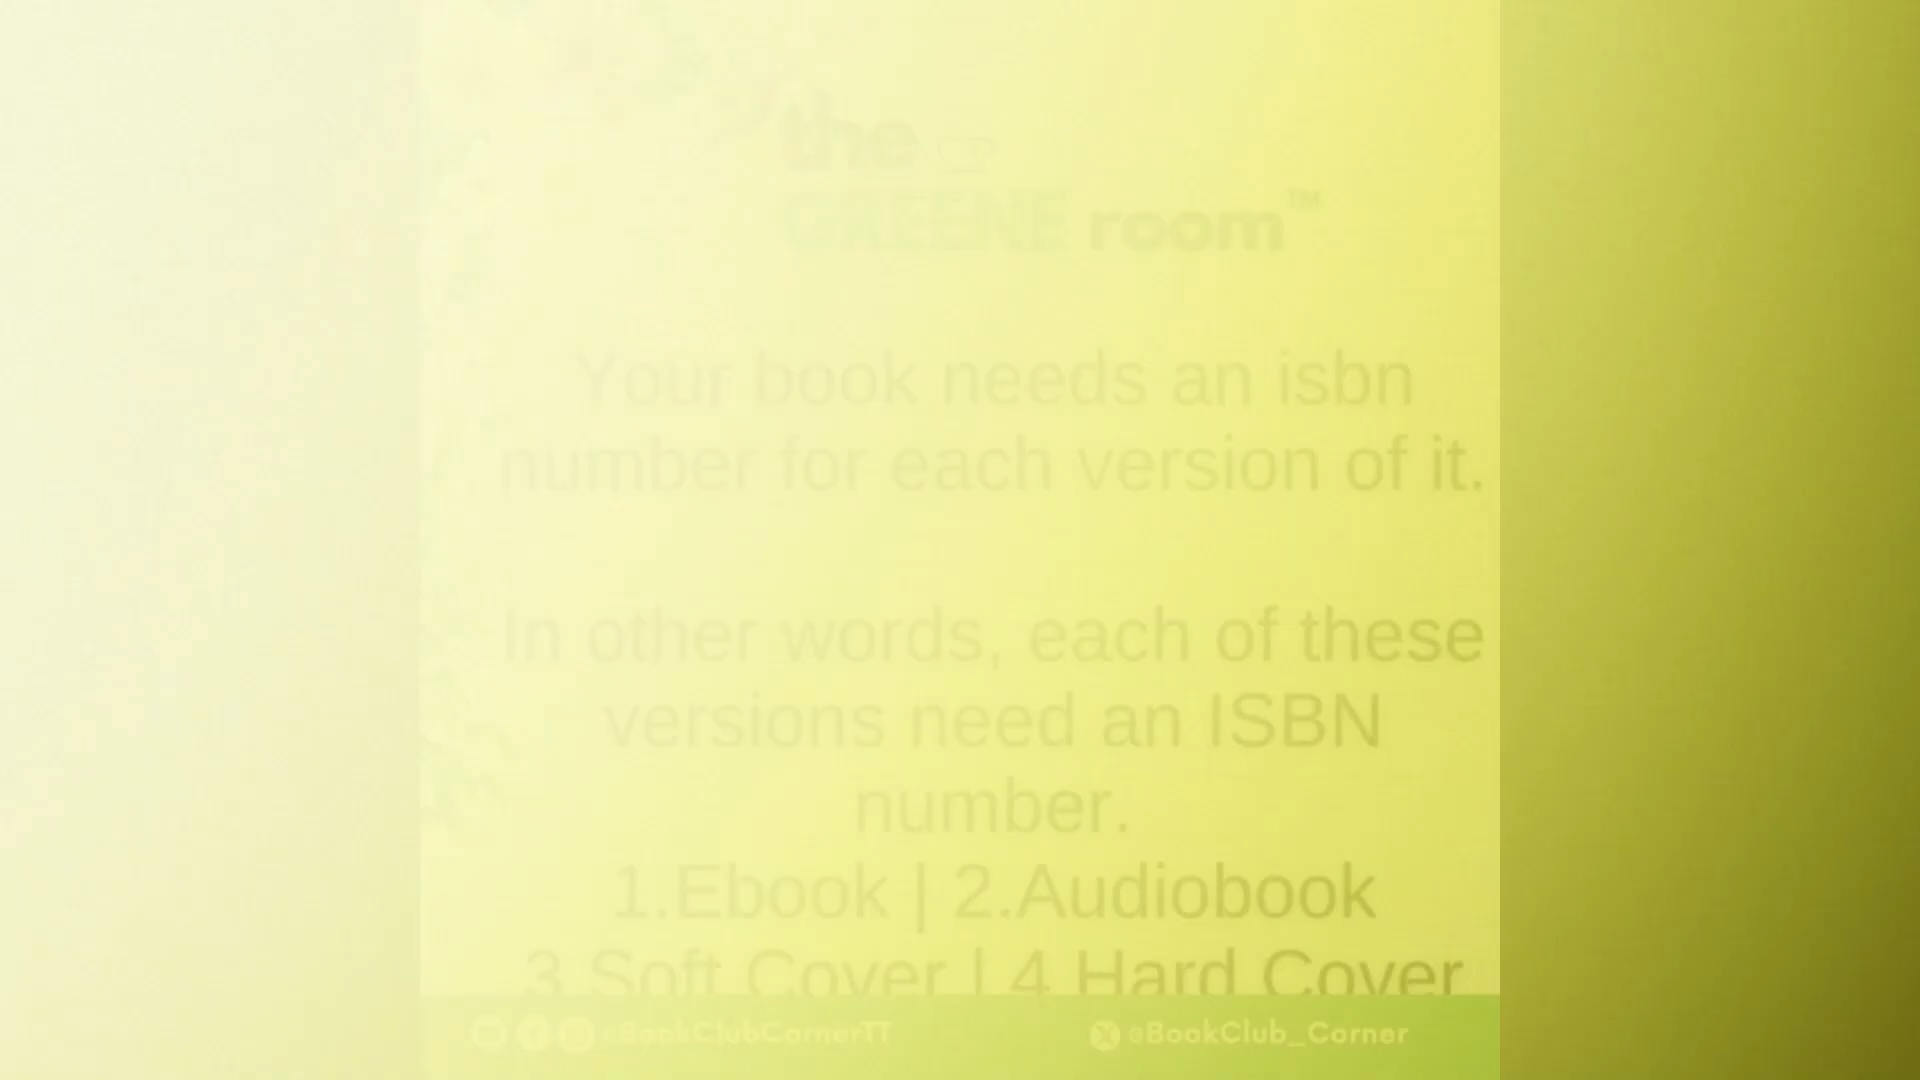 the
GREENE room™
Your book needs an isbn
number for each version of it.
In other words, each of these
versions need an ISBN
number.
1.Ebook | 2.Audiobook
3 Soft Cover | 4 Hard Cover
@BookClubCornerTT
@BookClub_Corner